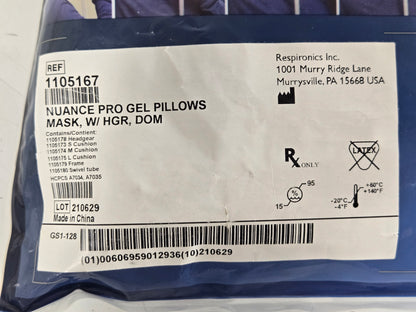 REF
1105167
NUANCE PRO GEL PILLOWS
MASK, W/ HGR, DOM
Contains/Content:
1105178 Headgear
1105173 S Cushion
1105174 M Cushion
1105175 L Cushion
1105179 Frame
1105180 Swivel tube
HCPCS A7034, A7035
LOT 210629
Made in China
GS1-128
(01)00606959012936(10)210629
Respironics Inc.
1001 Murry Ridge Lane
Murrysville, PA 15668 USA
Rx ONLY
LATEX
95
%
15
+60°C
+140°F
-20°C
-4°F